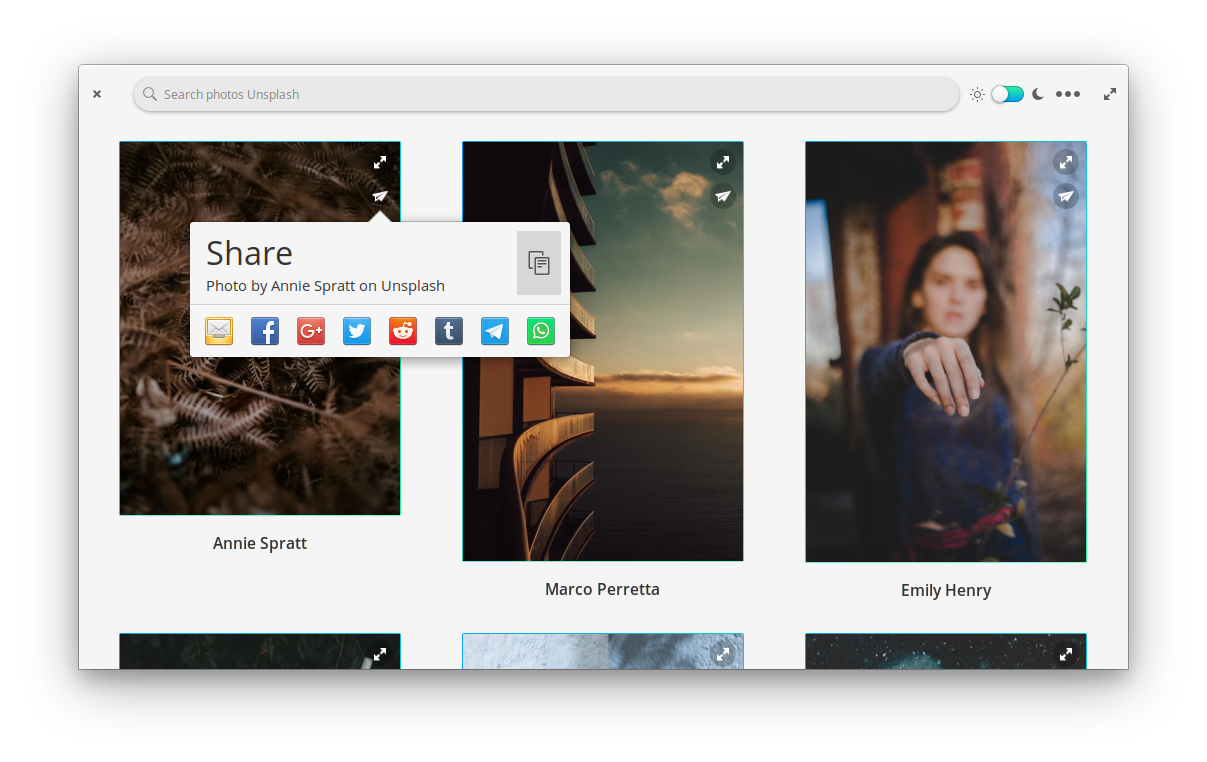 Search photos Unsplash
Share
Photo by Annie Spratt on Unsplash
Annie Spratt
Marco Perretta
Emily Henry